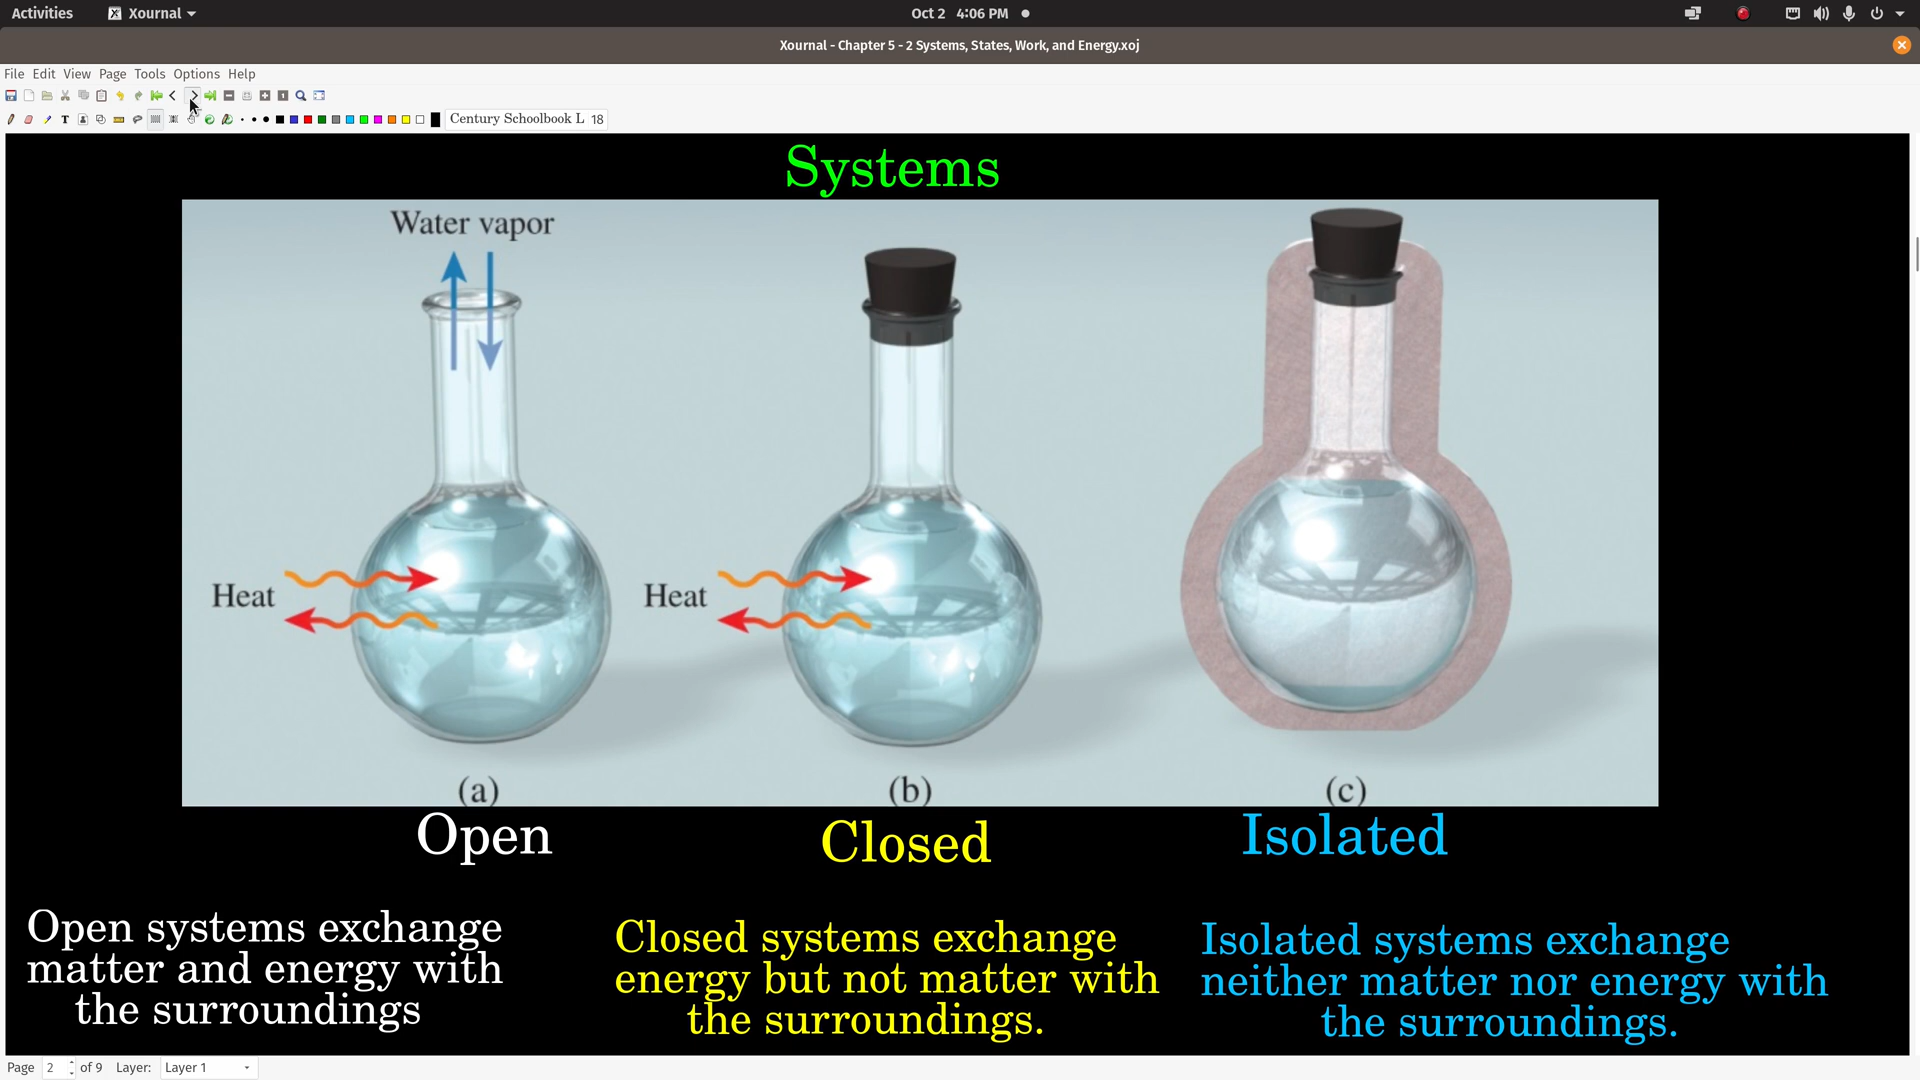 Activities
Xournal
Oct 2 4:06 PM
Xournal - Chapter 5 - 2 Systems, States, Work, and Energy.xoj
File Edit View Page Tools Options Help
Century Schoolbook L 18
Systems
Water vapor
Heat
Heat
(a)
(b)
(c)
Open
Closed
Isolated
Open systems exchange
matter and energy with
the surroundings
Closed systems exchange
energy but not matter with
the surroundings.
Isolated systems exchange
neither matter nor energy with
the surroundings.
Page 2 of 9 Layer: Layer 1